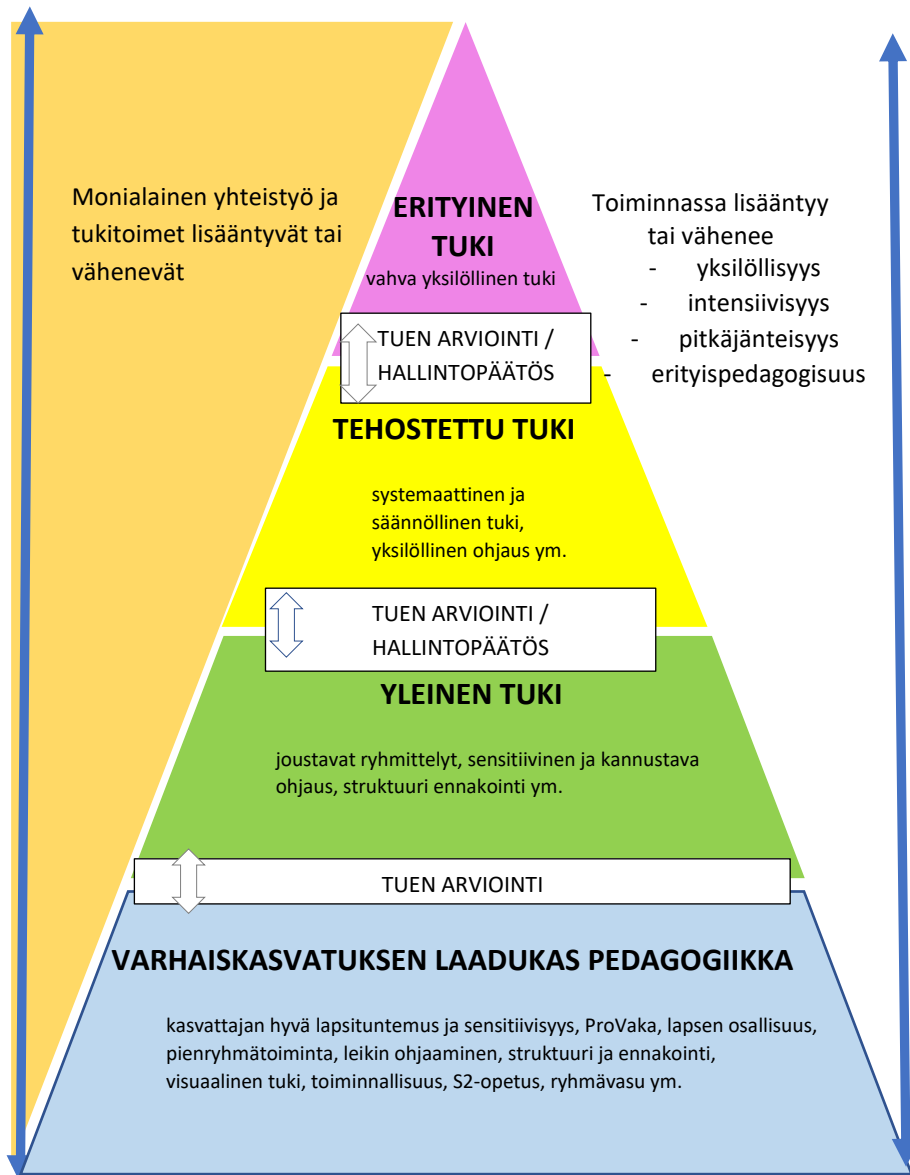 Monialainen yhteistyö ja
tukitoimet lisääntyvät tai
vähenevät
ERITYINEN
TUKI
vahva yksilöllinen tuki
Toiminnassa lisääntyy
tai vähenee
- yksilöllisyys
- intensiivisyys
- pitkäjänteisyys
- erityispedagogisuus
TUEN ARVIOINTI /
HALLINTOPÄÄTÖS
TEHOSTETTU TUKI
systemaattinen ja
säännöllinen tuki,
yksilöllinen ohjaus ym.
TUEN ARVIOINTI /
HALLINTOPÄÄTÖS
YLEINEN TUKI
joustavat ryhmittelyt, sensitiivinen ja kannustava
ohjaus, struktuuri ennakointi ym.
TUEN ARVIOINTI
VARHAISKASVATUKSEN LAADUKAS PEDAGOGIIKKA
kasvattajan hyvä lapsituntemus ja sensitiivisyys, ProVaka, lapsen osallisuus,
pienryhmätoiminta, leikin ohjaaminen, struktuuri ja ennakointi,
visuaalinen tuki, toiminnallisuus, S2-opetus, ryhmävasu ym.